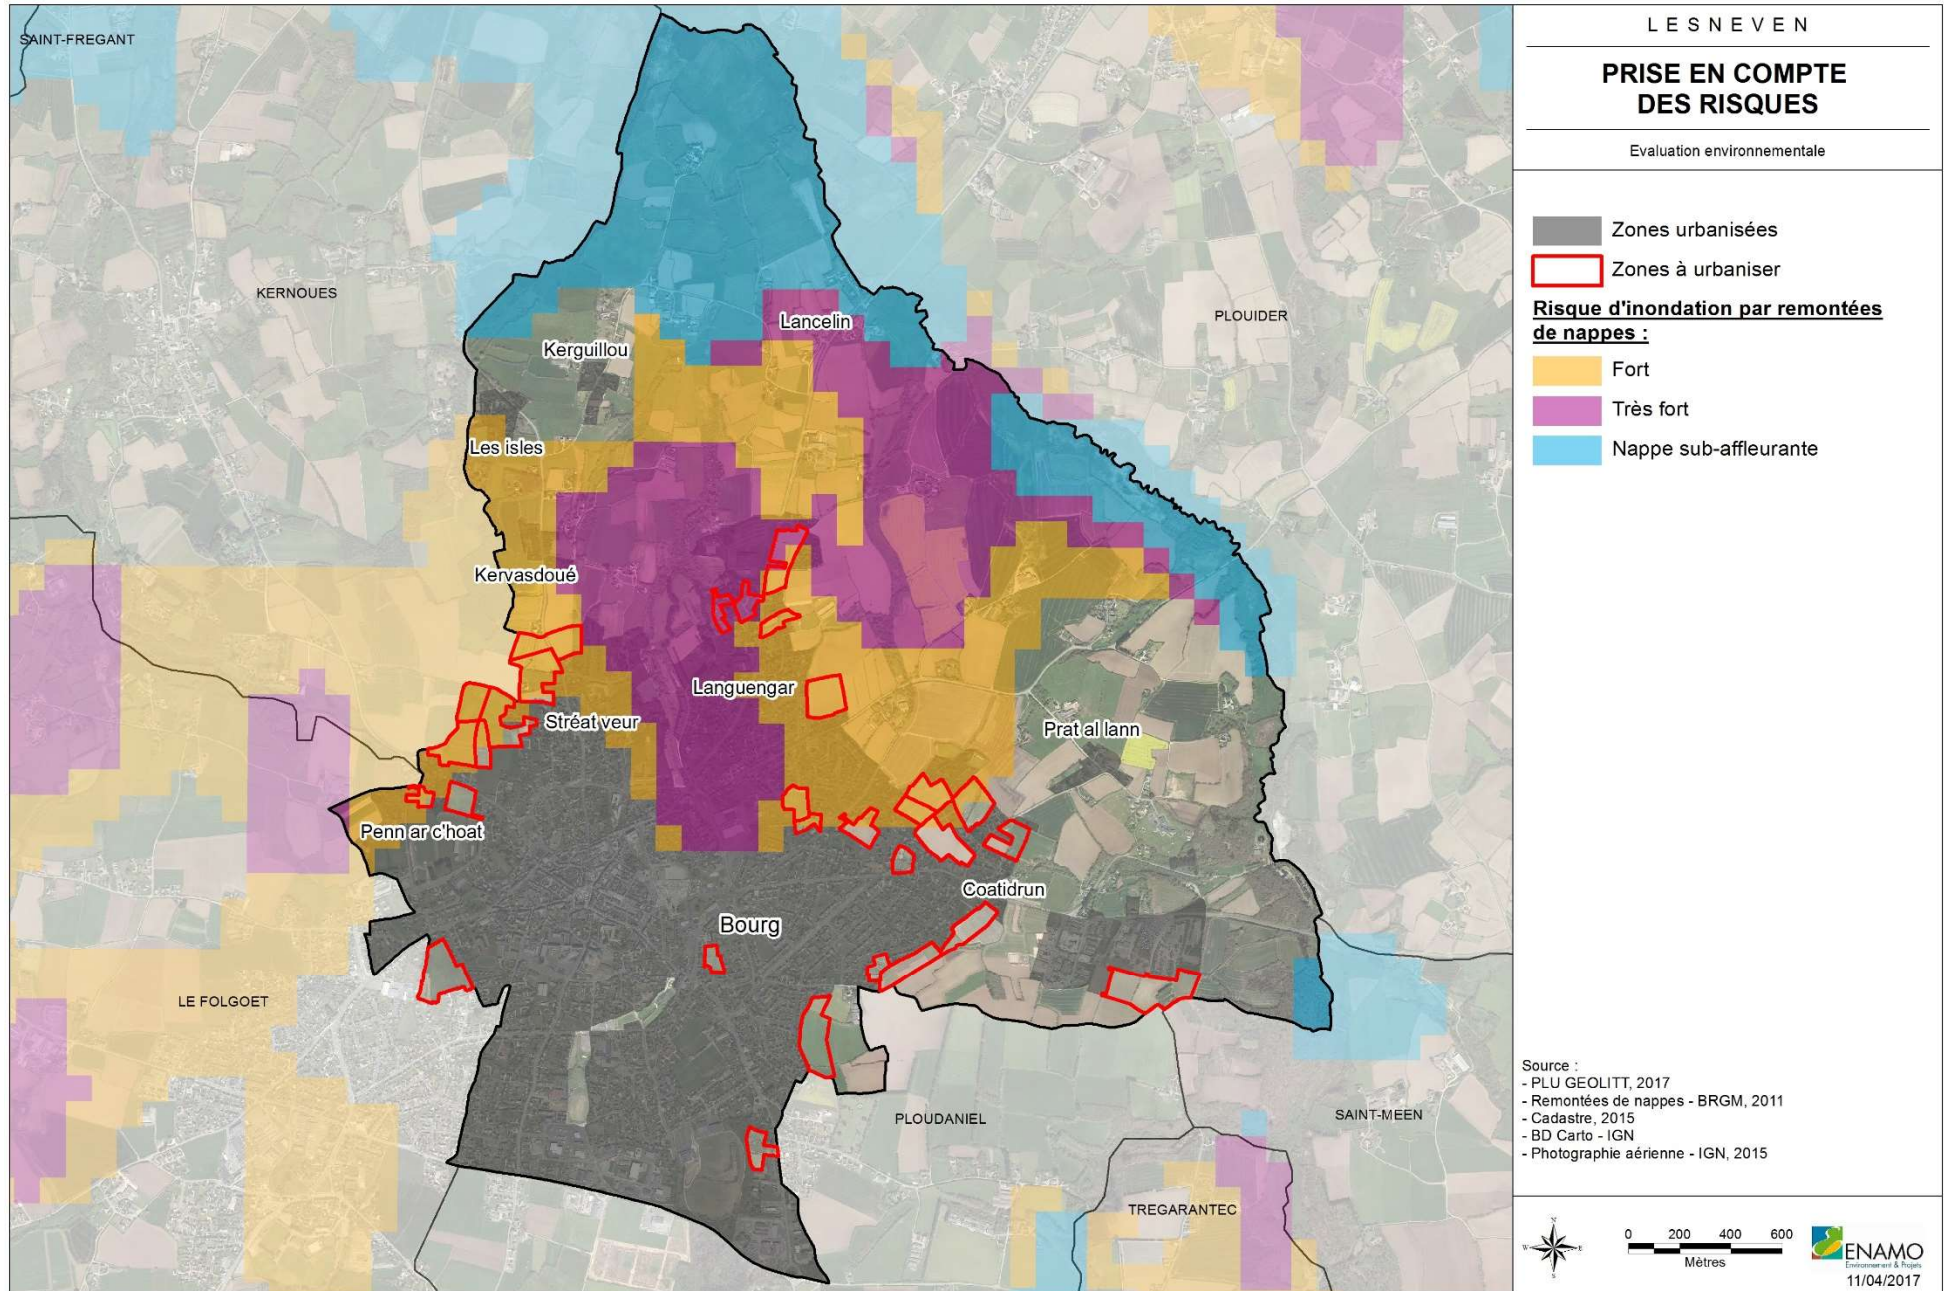 LESNEVEN
PRISE EN COMPTE
DES RISQUES
Evaluation environnementale
Zones urbanisées
Zones à urbaniser
Risque d'inondation par remontées
de nappes :
Fort
Très fort
Nappe sub-affleurante
SAINT-FREGANT
KERNOUES
PLOUIDER
Lancelin
Kerguillou
Les isles
Kervasdoué
Languengar
Stréat veur
Prat al lann
Penn ar c'hoat
Coatidrun
Bourg
LE FOLGOET
PLOUDANIEL
SAINT-MEEN
TREGARANTEC
Source :
- PLU GEOLITT, 2017
- Remontées de nappes - BRGM, 2011
- Cadastre, 2015
- BD Carto - IGN
- Photographie aérienne - IGN, 2015
N
W E
S
0 200 400 600
Mètres
ENAMO
Environnement & Projets
11/04/2017